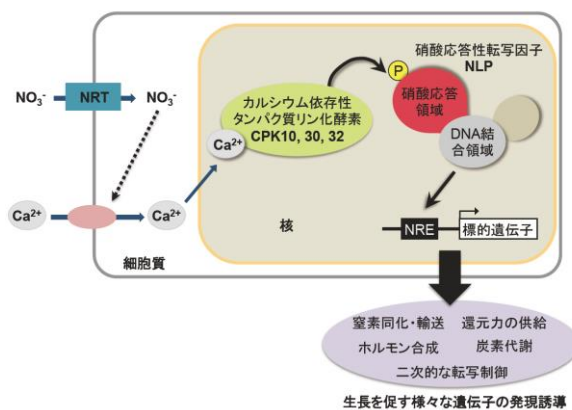 硝酸応答性転写因子
NLP
P
硝酸応答
領域
NO₃⁻
NRT
NO₃⁻
カルシウム依存性
タンパク質リン化酵素
CPK10, 30, 32
Ca²⁺
DNA結
合領域
Ca²⁺
Ca²⁺
核
NRE
標的遺伝子
細胞質
窒素同化・輸送
還元力の供給
ホルモン合成
炭素代謝
二次的な転写制御
生長を促す様々な遺伝子の発現誘導